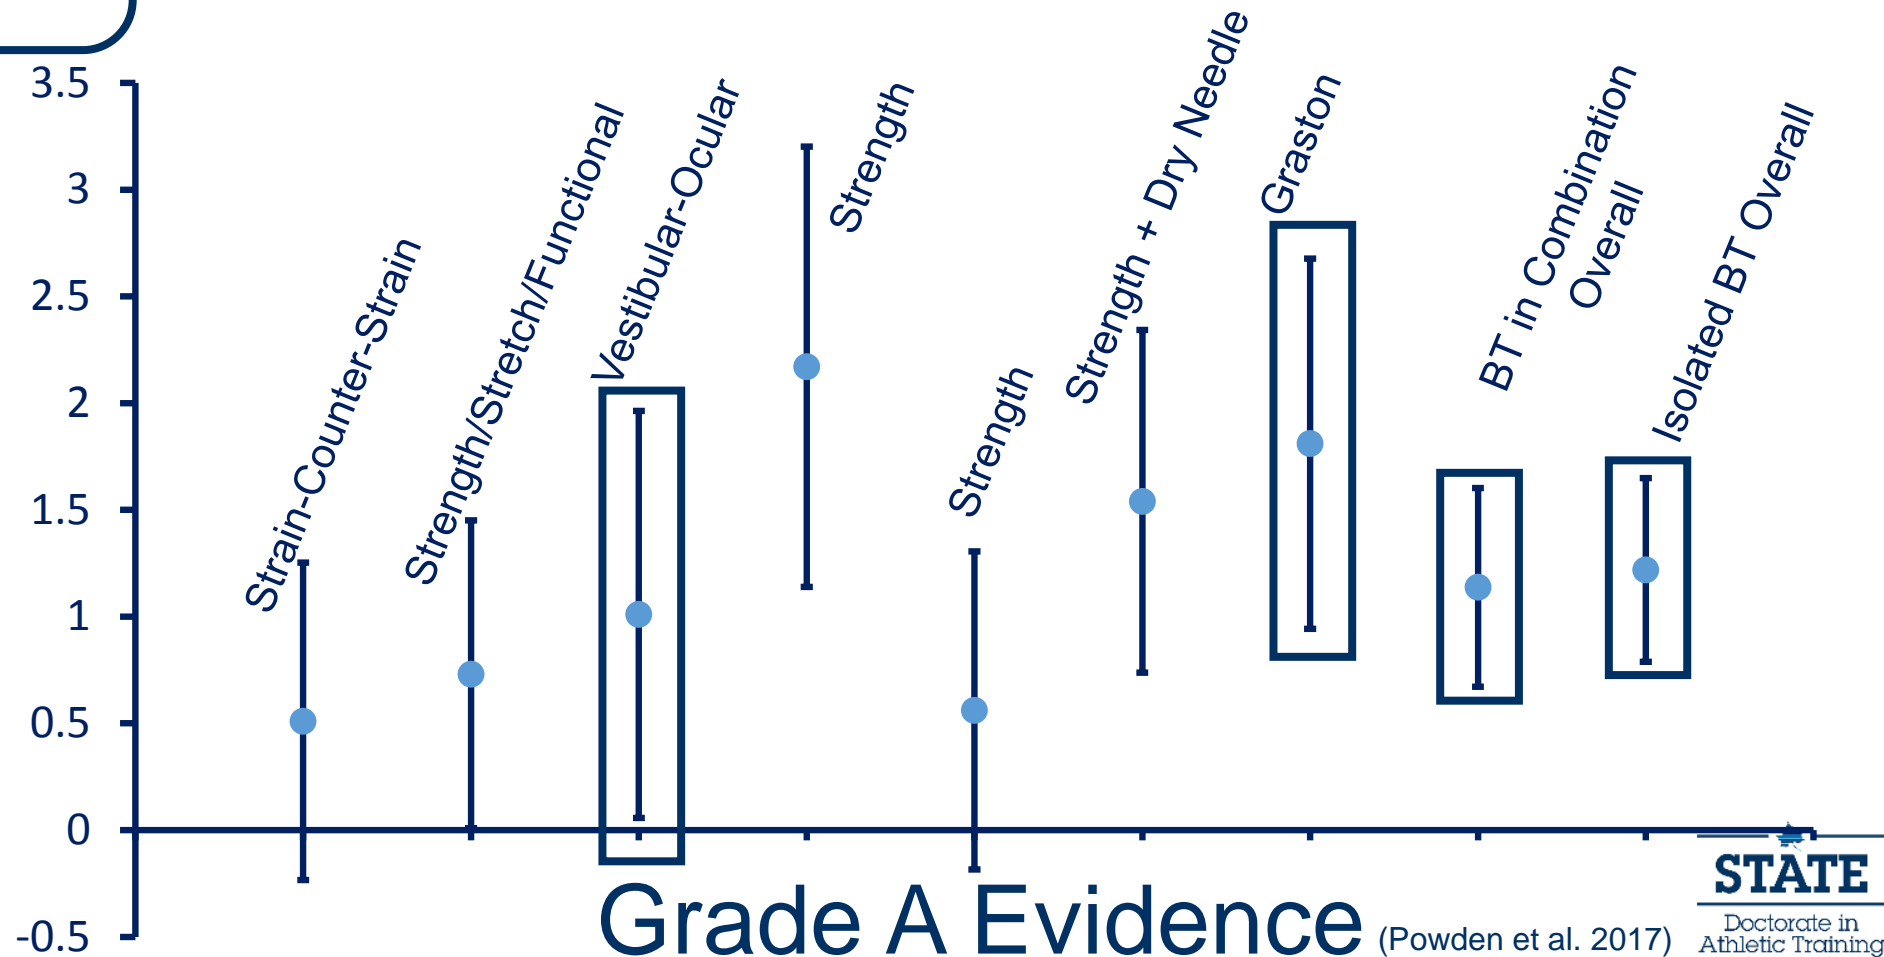 3.5
3
2.5
2
1.5
1
0.5
0
-0.5
Strain-Counter-Strain
Strength/Stretch/Functional
Vestibular-Ocular
Strength
Strength
Strength + Dry Needle
Graston
BT in Combination
Overall
Isolated BT Overall
Grade A Evidence (Powden et al. 2017)
STATE
Doctorate in
Athletic Training